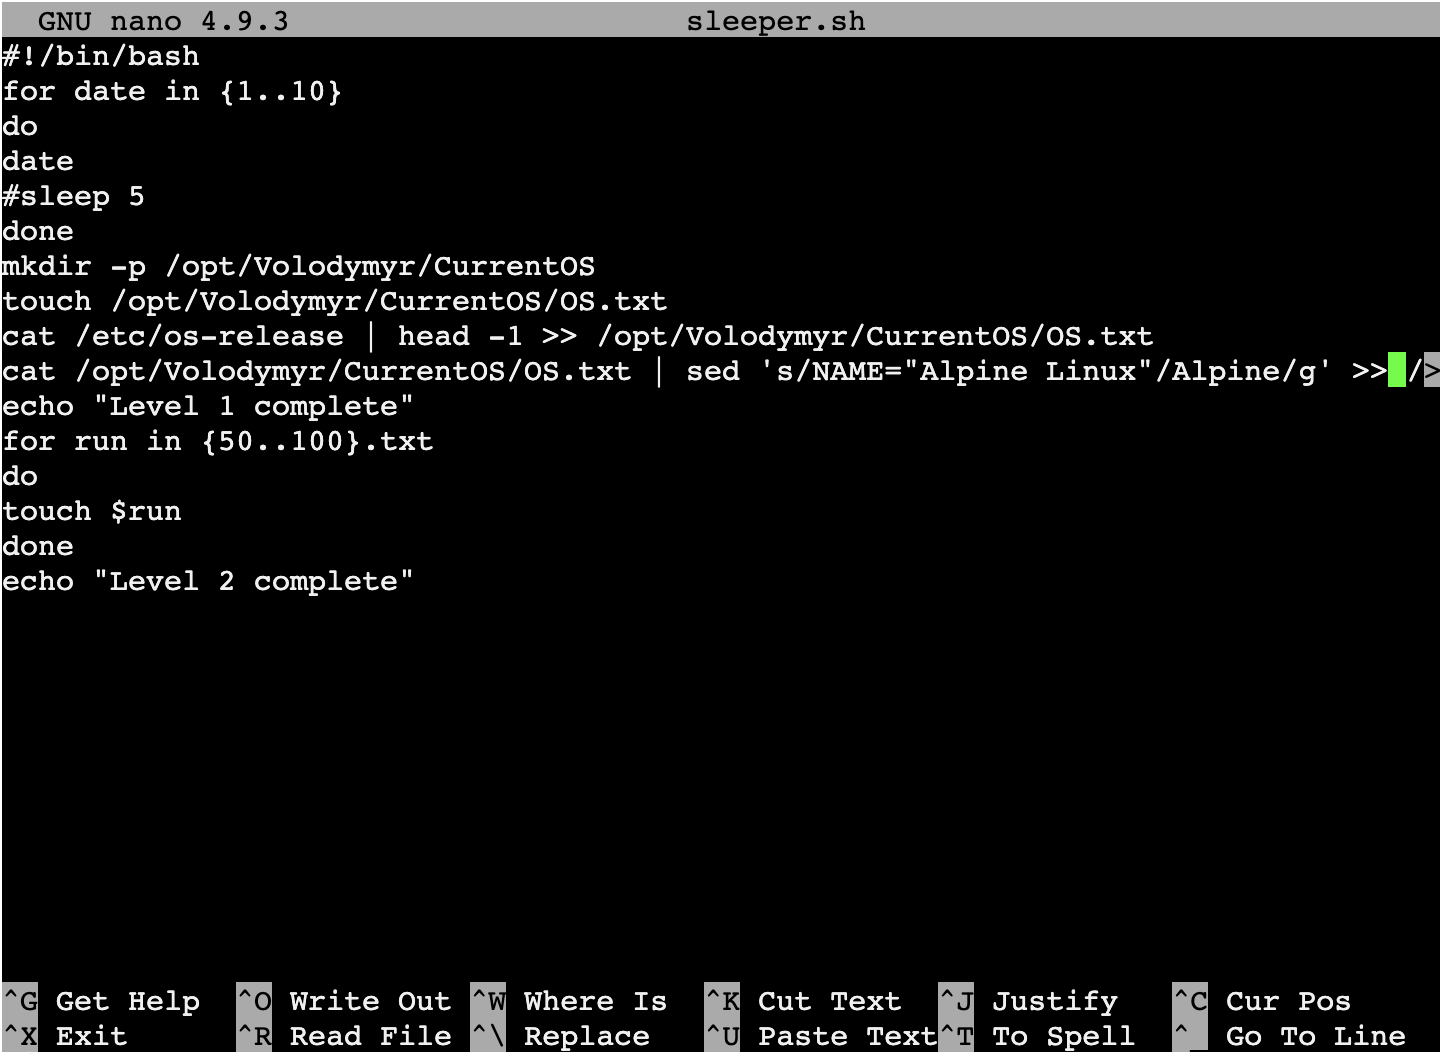 GNU nano 4.9.3 sleeper.sh
#!/bin/bash
for date in {1..10}
do
date
#sleep 5
done
mkdir -p /opt/Volodymyr/CurrentOS
touch /opt/Volodymyr/CurrentOS/OS.txt
cat /etc/os-release | head -1 >> /opt/Volodymyr/CurrentOS/OS.txt
cat /opt/Volodymyr/CurrentOS/OS.txt | sed 's/NAME="Alpine Linux"/Alpine/g' >> />
echo "Level 1 complete"
for run in {50..100}.txt
do
touch $run
done
echo "Level 2 complete"
^G Get Help ^O Write Out ^W Where Is ^K Cut Text ^J Justify ^C Cur Pos
^X Exit ^R Read File ^\ Replace ^U Paste Text ^T To Spell ^_ Go To Line